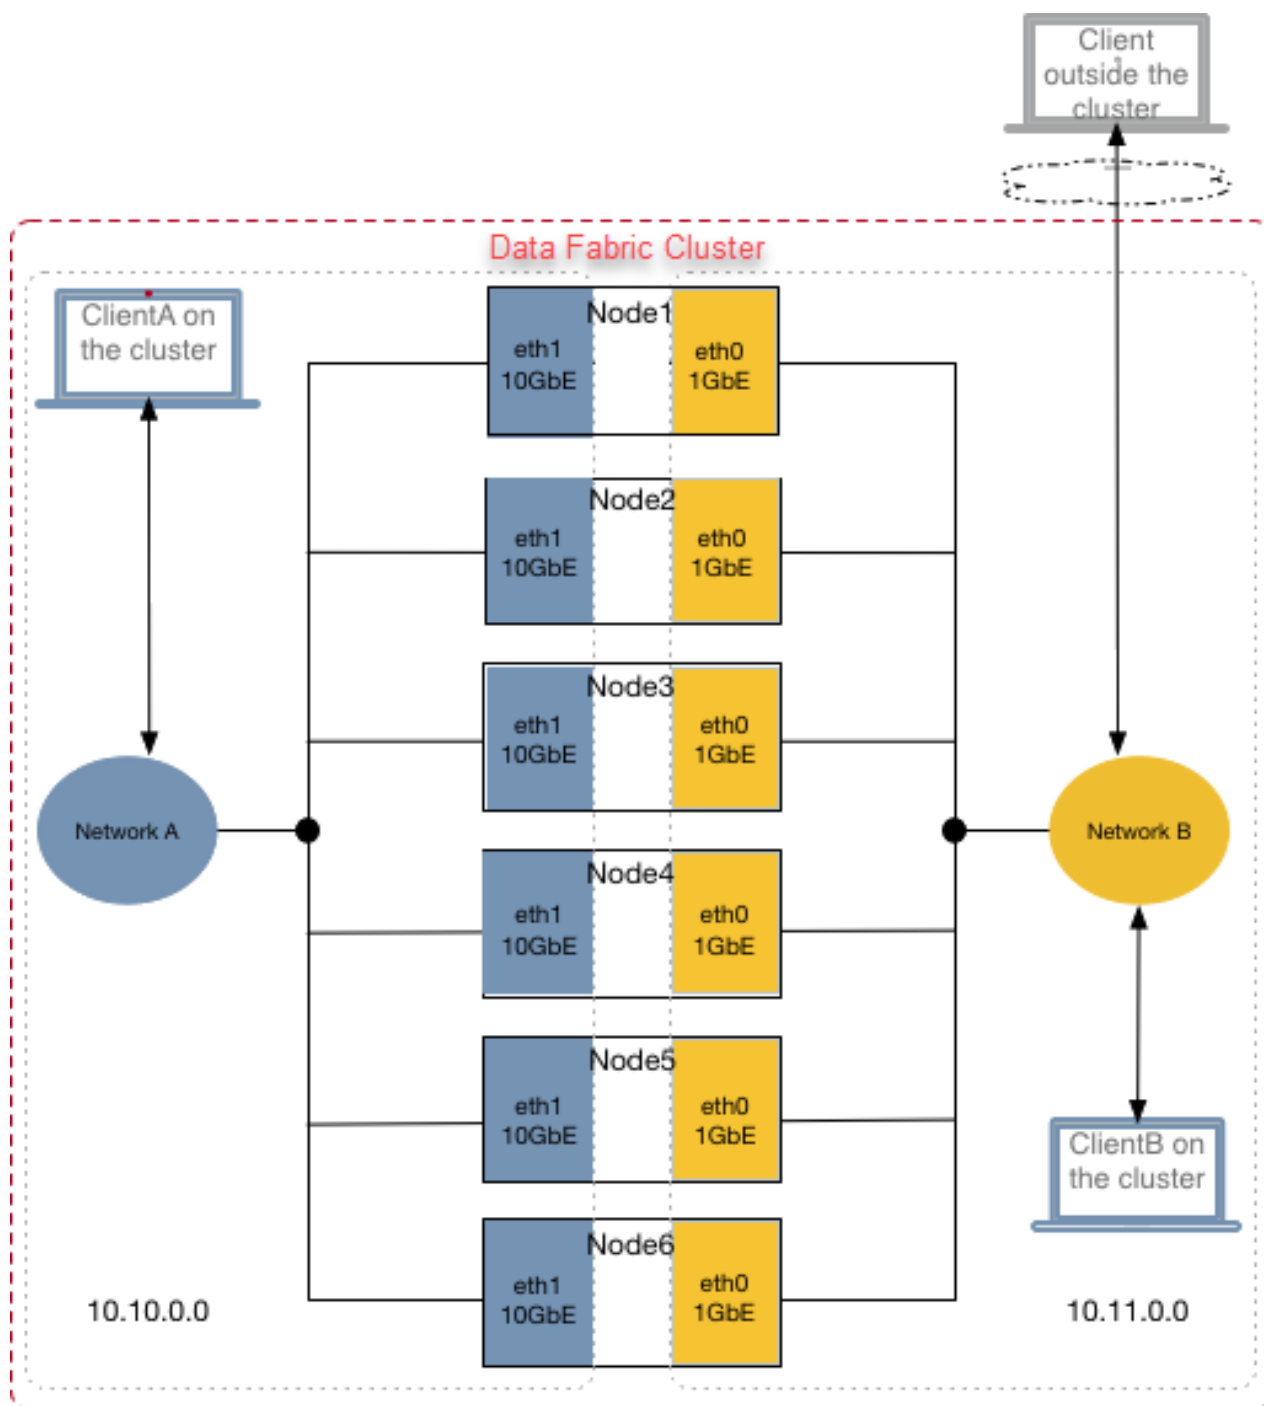 Client
outside the
cluster
Data Fabric Cluster
ClientA on
the cluster
Node1
eth1
10GbE
eth0
1GbE
Node2
eth1
10GbE
eth0
1GbE
Node3
eth1
10GbE
eth0
1GbE
Network A
Network B
Node4
eth1
10GbE
eth0
1GbE
Node5
eth1
10GbE
eth0
1GbE
ClientB on
the cluster
Node6
eth1
10GbE
eth0
1GbE
10.10.0.0
10.11.0.0